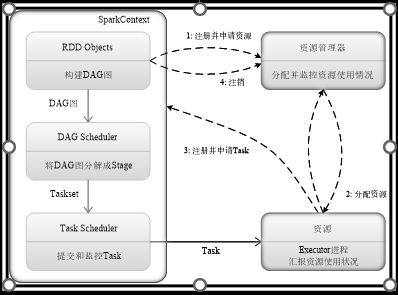 SparkContext
RDD Objects
构建DAG图
DAG图
DAG Scheduler
将DAG图分解成Stage
Taskset
Task Scheduler
提交和监控Task
1: 注册并申请资源
4: 注销
资源管理器
分配并监控资源使用情况
3: 注册并申请Task
2: 分配资源
Task
资源
Executor进程
汇报资源使用状况